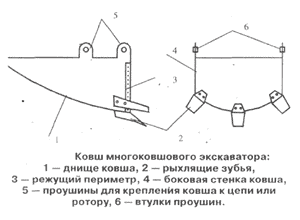 5
6
4
3
2
1
Ковш многоковшового экскаватора:
1 — днище ковша, 2 — рыхлящие зубья,
3 — режущий периметр, 4 — боковая стенка ковша,
5 — проушины для крепления ковша к цепи или
ротору, 6 — втулки проушин.